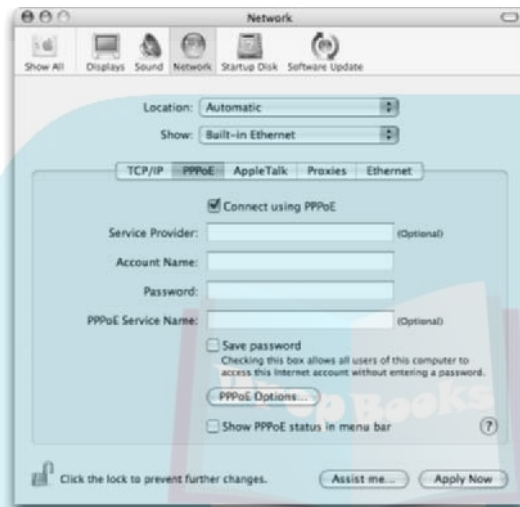 Network
Show All Displays Sound Network Startup Disk Software Update
Location: Automatic
Show: Built-in Ethernet
TCP/IP PPPoE AppleTalk Proxies Ethernet
Connect using PPPoE
Service Provider: (Optional)
Account Name:
Password:
PPPoE Service Name: (Optional)
Save password
Checking this box allows all users of this computer to
access this Internet account without entering a password.
PPPoE Options...
Drop Books
Show PPPoE status in menu bar ?
Click the lock to prevent further changes. Assist me... Apply Now